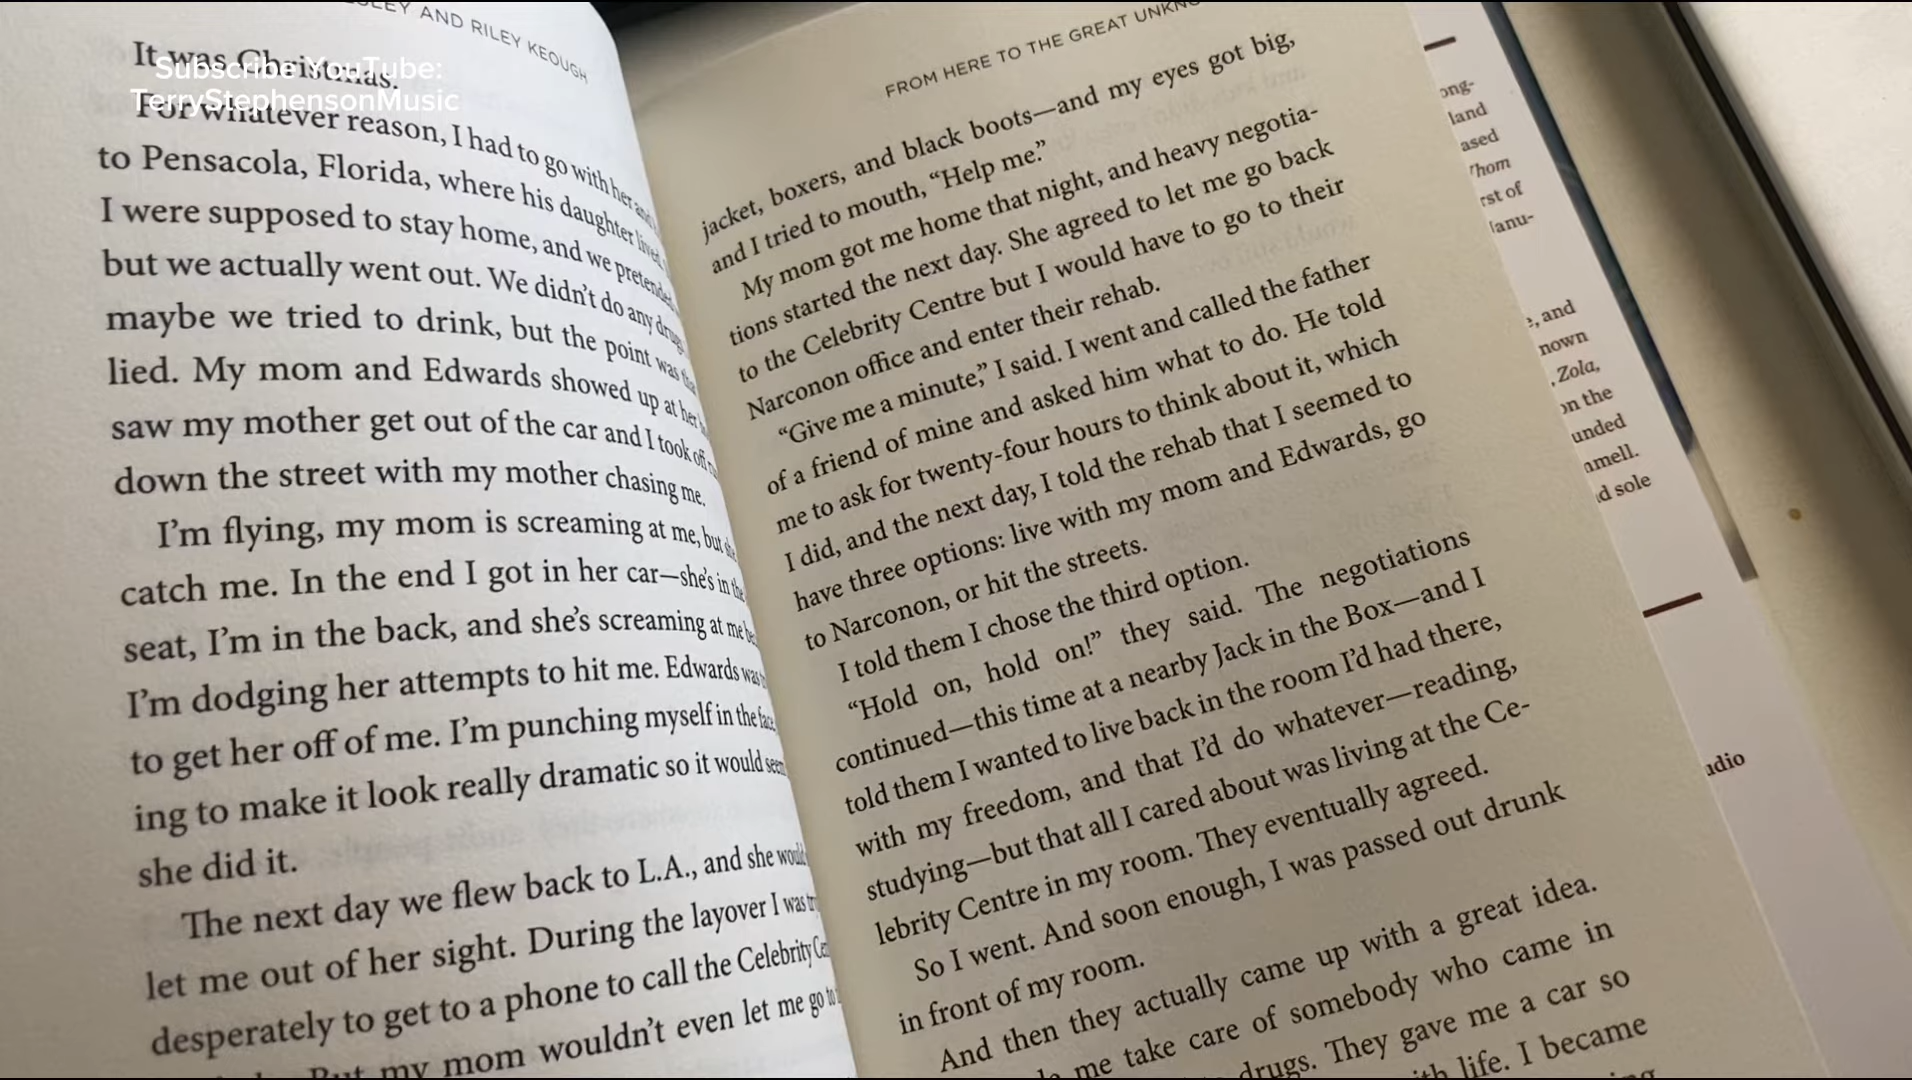 Subscribe YouTube:
TerryStephensonMusic
AND RILEY KEOUGH
It was Christmas.
For whatever reason, I had to go with her
to Pensacola, Florida, where his daughter lived
I were supposed to stay home, and we pretended
but we actually went out. We didn't do any drugs
maybe we tried to drink, but the point was
lied. My mom and Edwards showed up at her
saw my mother get out of the car and I took off
down the street with my mother chasing me.
I'm flying, my mom is screaming at me, but
catch me. In the end I got in her car—she's in the
seat, I'm in the back, and she's screaming at me
I'm dodging her attempts to hit me. Edwards was
to get her off of me. I'm punching myself in the face,
ing to make it look really dramatic so it would seem
she did it.
The next day we flew back to L.A., and she would
let me out of her sight. During the layover I was
desperately to get to a phone to call the Celebrity
But my mom wouldn't even let me go to
FROM HERE TO THE GREAT
jacket, boxers, and black boots—and my eyes got big,
and I tried to mouth, “Help me.”
My mom got me home that night, and heavy negotia-
tions started the next day. She agreed to let me go back
to the Celebrity Centre but I would have to go to their
Narconon office and enter their rehab.
“Give me a minute,” I said. I went and called the father
of a friend of mine and asked him what to do. He told
me to ask for twenty-four hours to think about it, which
I did, and the next day, I told the rehab that I seemed to
have three options: live with my mom and Edwards, go
to Narconon, or hit the streets.
I told them I chose the third option.
“Hold on, hold on!” they said. The negotiations
continued—this time at a nearby Jack in the Box—and I
told them I wanted to live back in the room I'd had there,
with my freedom, and that I'd do whatever—reading,
studying—but that all I cared about was living at the Ce-
lebrity Centre in my room. They eventually agreed.
So I went. And soon enough, I was passed out drunk
in front of my room.
And then they actually came up with a great idea.
me take care of somebody who came in
drugs. They gave me a car so
life. I became
ong-
land
ased
rst of
Janu-
, and
nown
, Zola,
on the
unded
amell.
d sole
adio